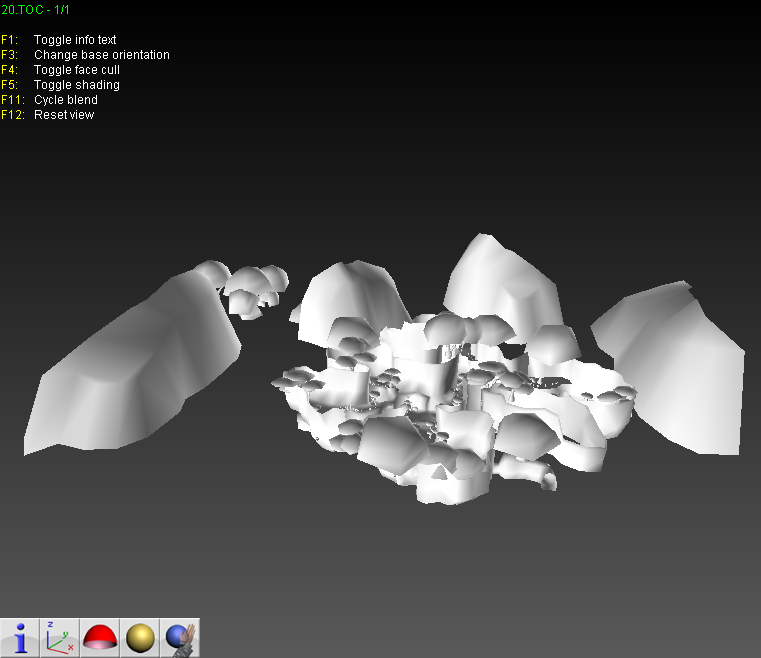 20.TOC - 1/1
F1: Toggle info text
F3: Change base orientation
F4: Toggle face cull
F5: Toggle shading
F11: Cycle blend
F12: Reset view
i z y x